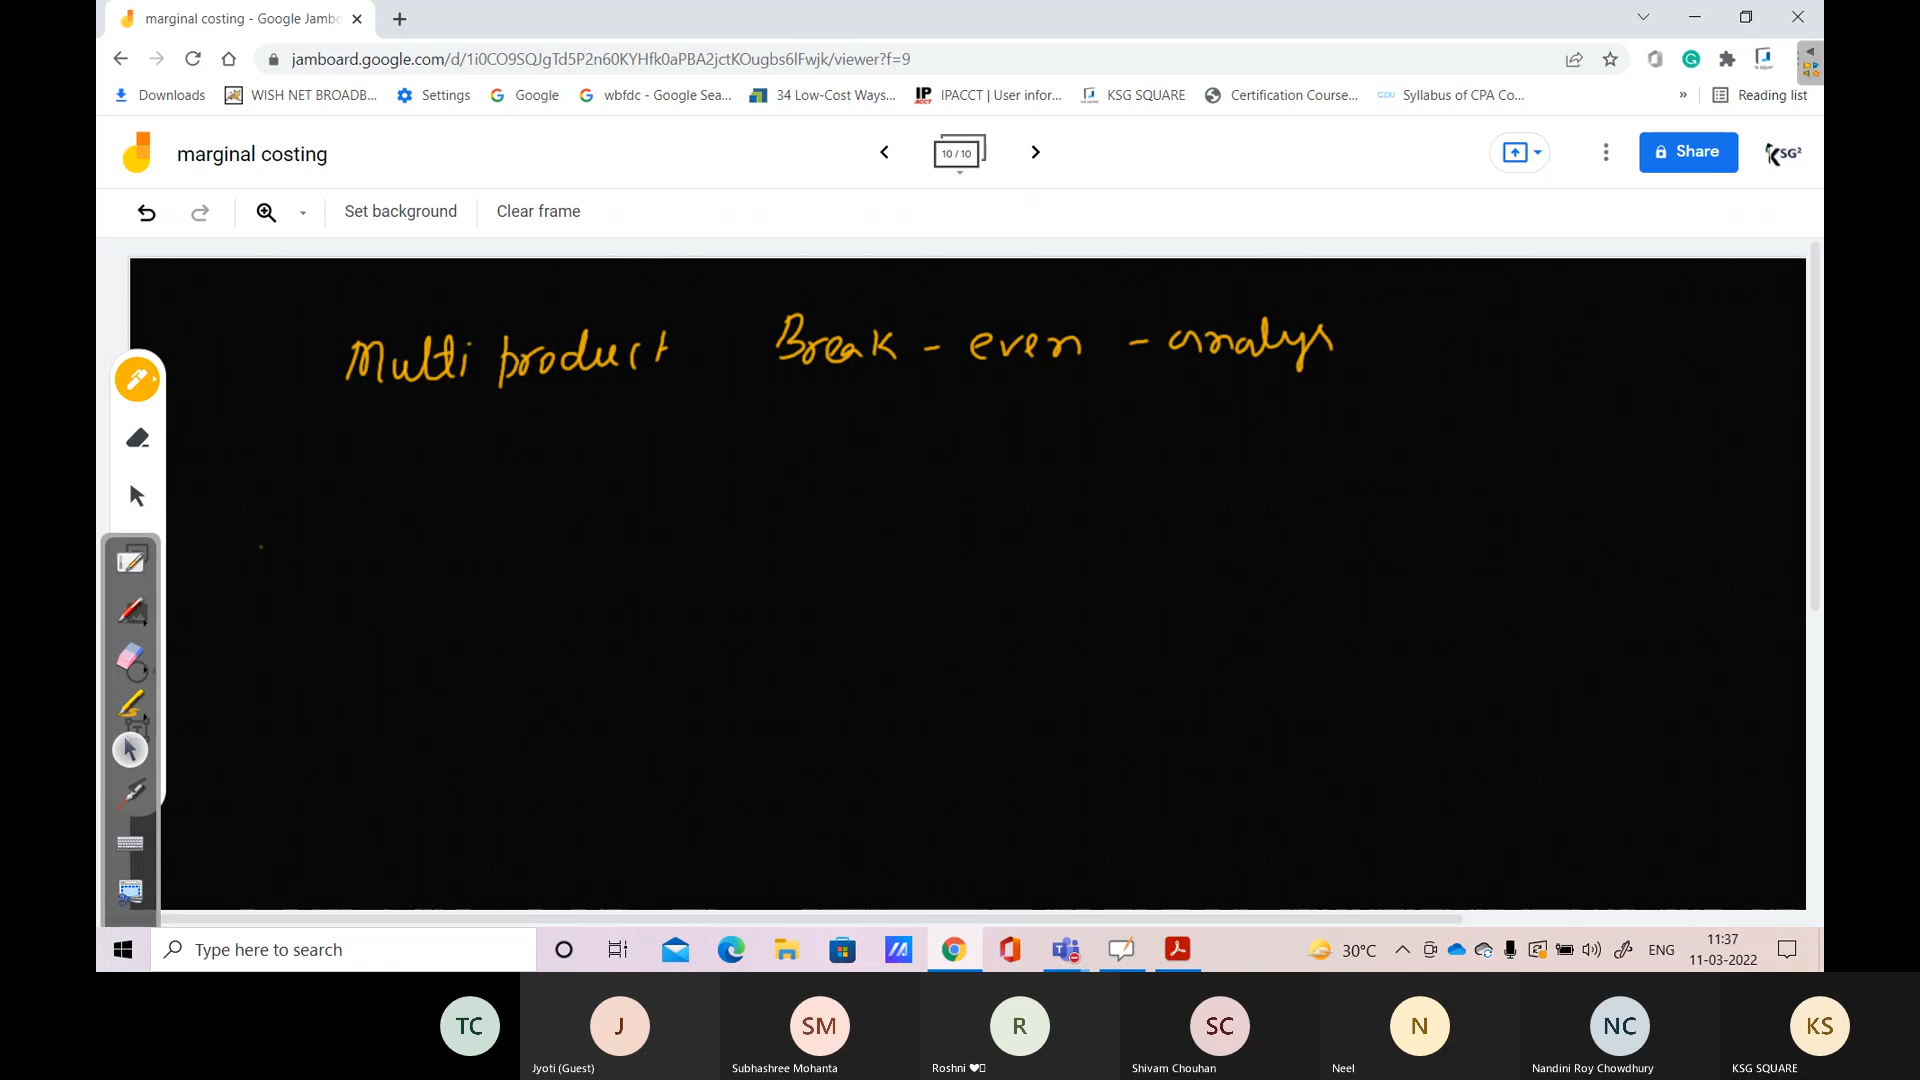 marginal costing - Google Jambo
jamboard.google.com/d/1i0CO9SQJgTd5P2n60KYHfk0aPBA2jctKOugbs6lFwjk/viewer?f=9
Downloads WISH NET BROADB... Settings Google wbfdc - Google Sea... 34 Low-Cost Ways... IP ACCT IPACCT | User infor... KSG SQUARE Certification Course... Syllabus of CPA Co... » Reading list
marginal costing 10 / 10 Share KSG²
Set background Clear frame
Multi product Break - even - analys
Type here to search 30°C ENG 11:37
11-03-2022
TC J SM R SC N NC KS
Jyoti (Guest) Subhashree Mohanta Roshni ❤ Shivam Chouhan Neel Nandini Roy Chowdhury KSG SQUARE